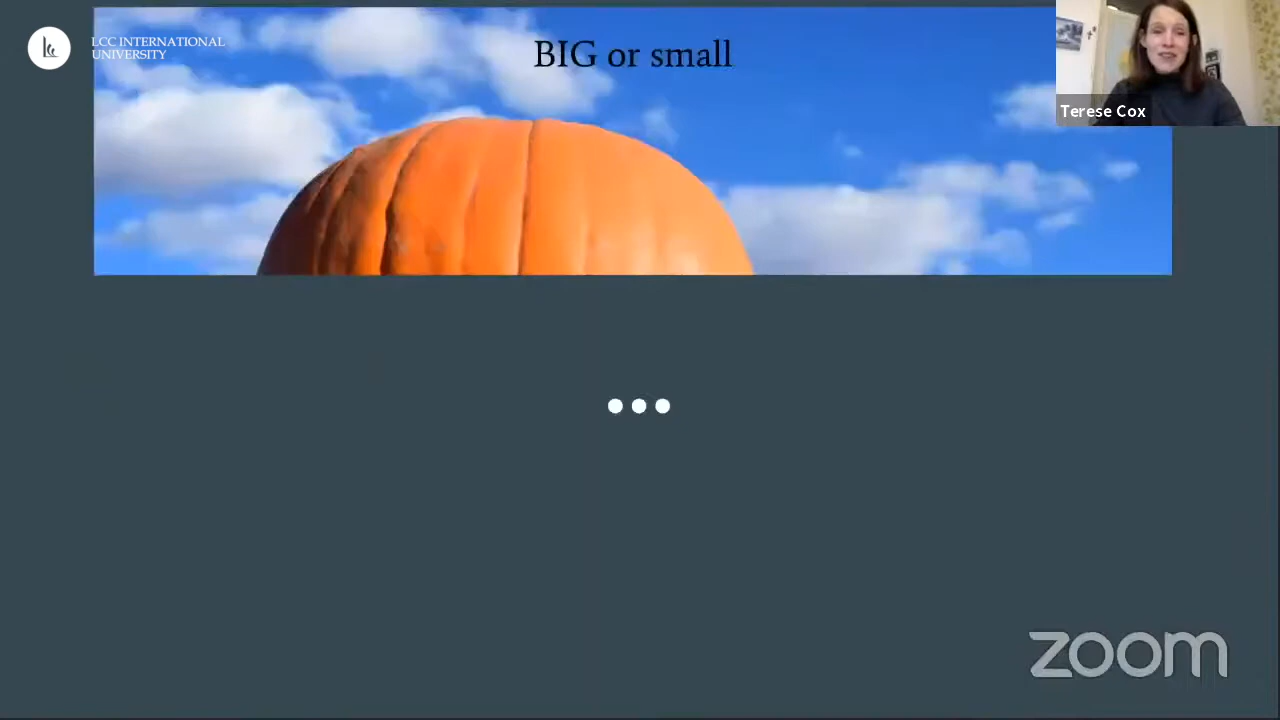 LCC INTERNATIONAL
UNIVERSITY
BIG or small
Terese Cox
zoom